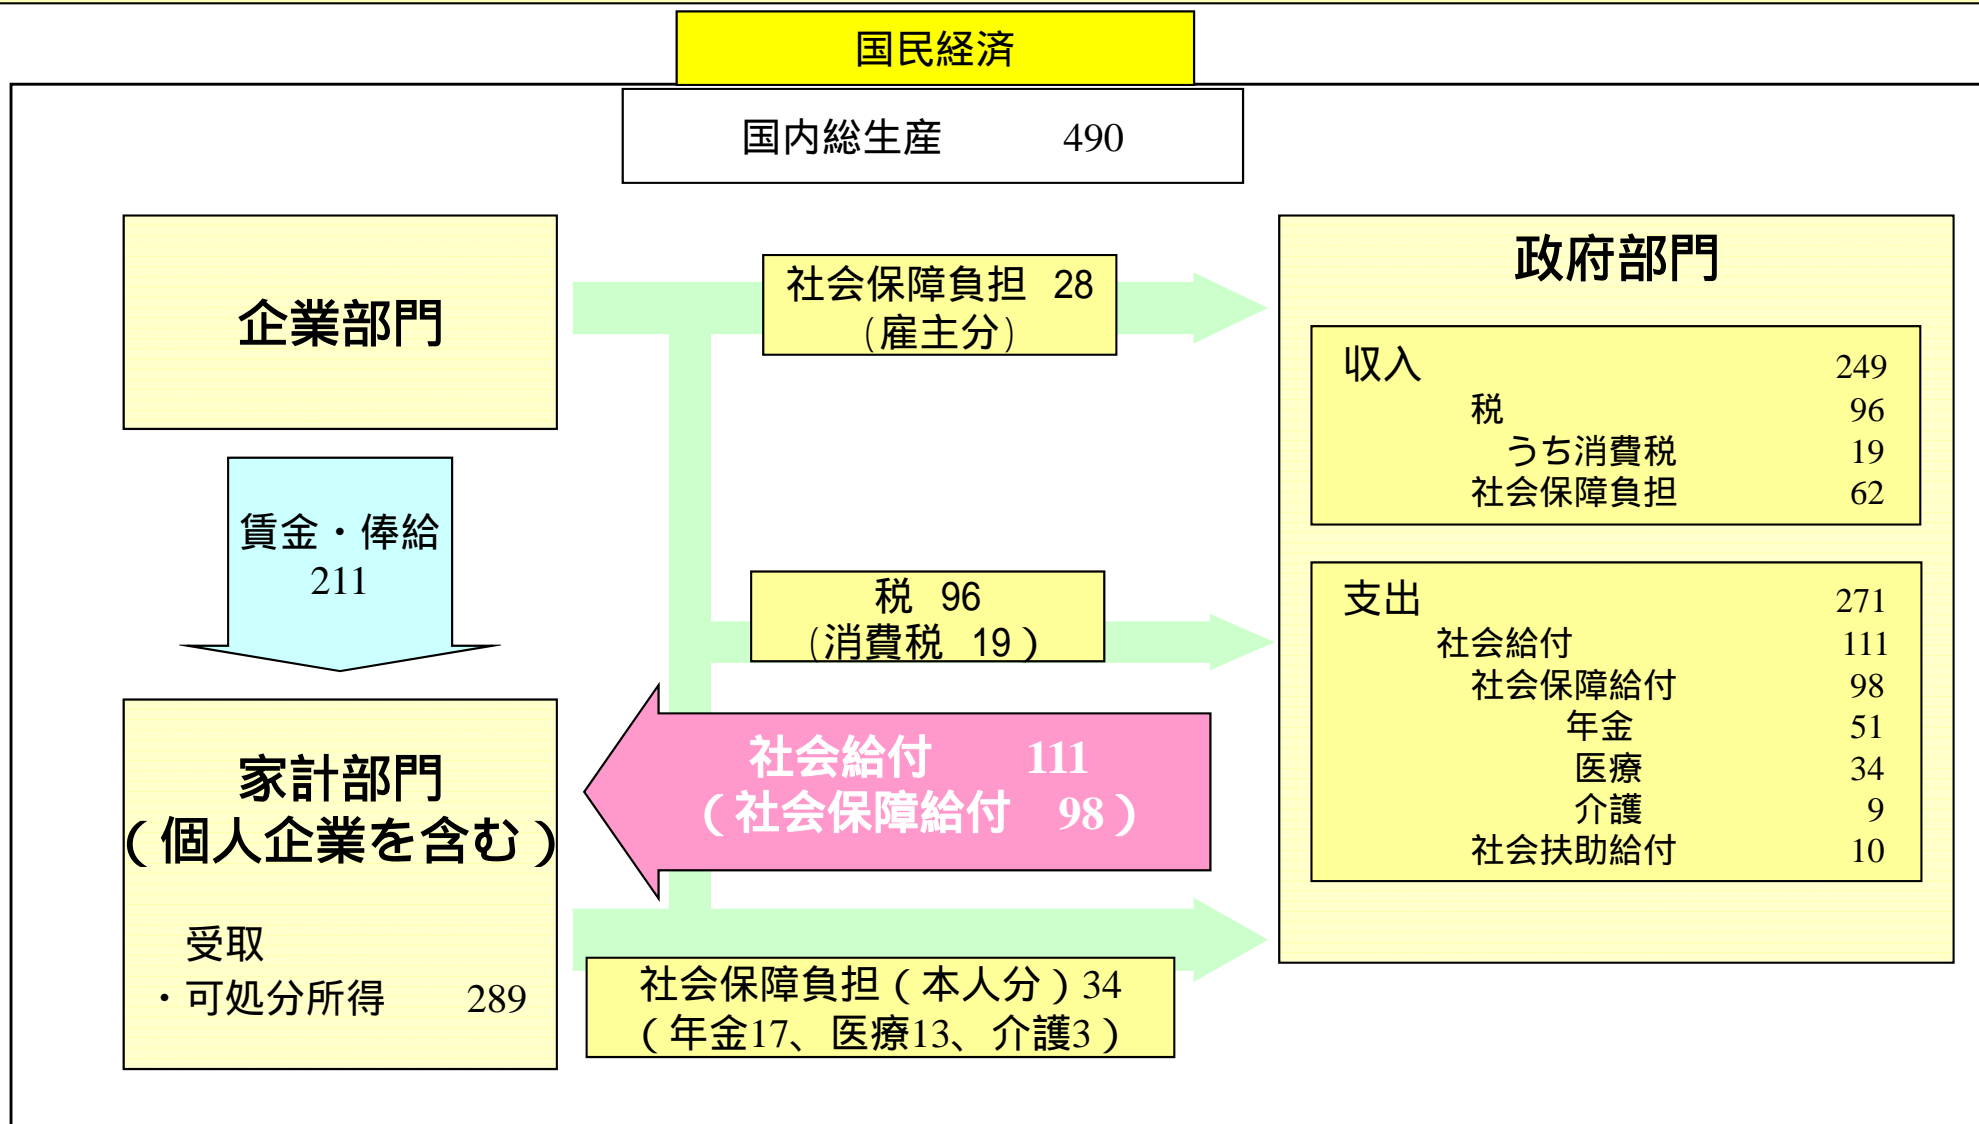 国民経済
国内総生産 490
企業部門
社会保障負担 28
(雇主分)
賃金・俸給
211
税 96
(消費税 19)
社会給付 111
(社会保障給付 98)
家計部門
(個人企業を含む)
受取
・可処分所得 289
社会保障負担(本人分)34
(年金17、医療13、介護3)
政府部門
収入 249
税 96
うち消費税 19
社会保障負担 62
支出 271
社会給付 111
社会保障給付 98
年金 51
医療 34
介護 9
社会扶助給付 10